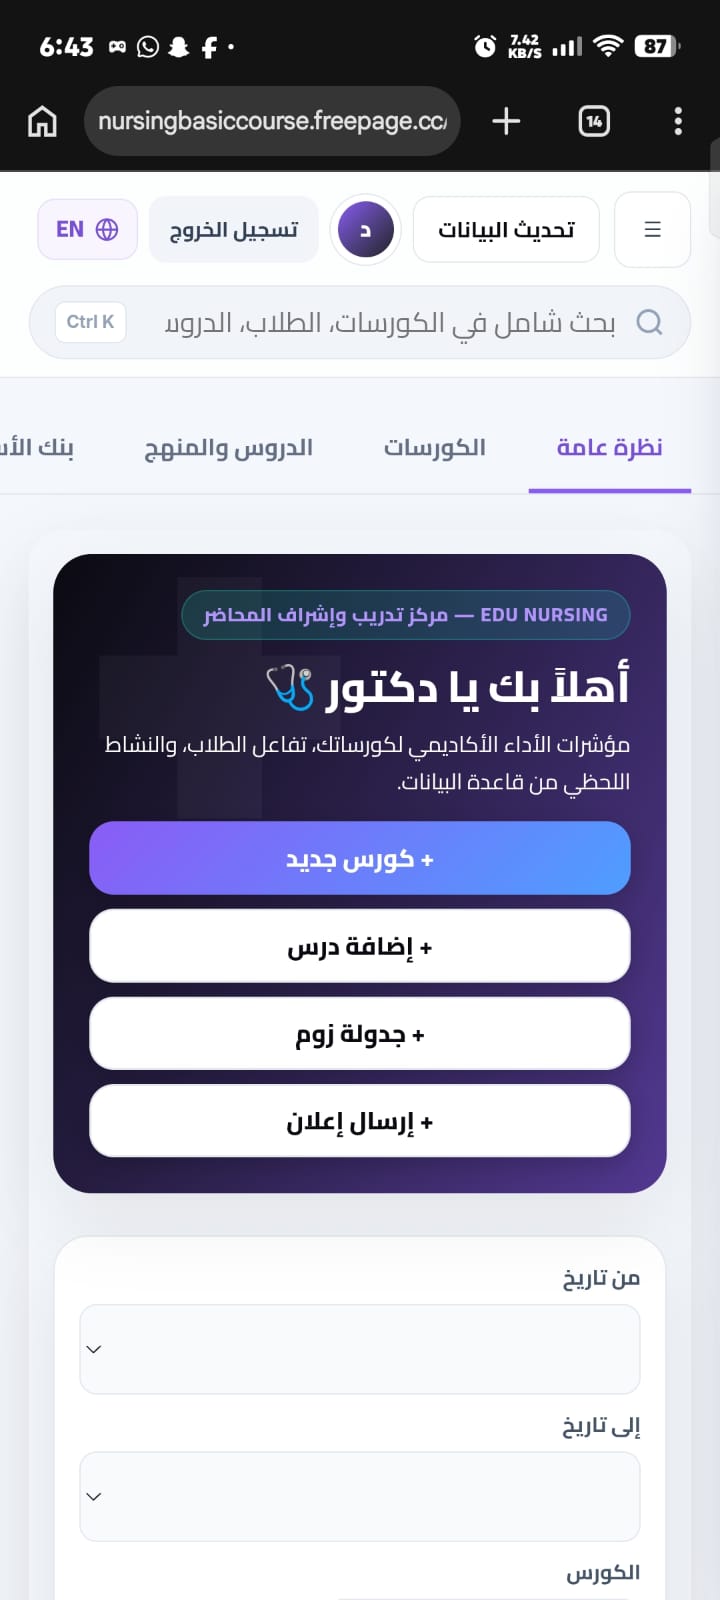 6:43
7.42
KB/S
87
nursingbasiccourse.freepage.cc/
14
☰
تحديث البيانات
د
تسجيل الخروج
EN
بحث شامل في الكورسات، الطلاب، الدروس
Ctrl K
نظرة عامة
الكورسات
الدروس والمنهج
بنك
EDU NURSING — مركز تدريب وإشراف المحاضر
أهلاً بك يا دكتور 🩺
مؤشرات الأداء الأكاديمي لكورساتك، تفاعل الطلاب، والنشاط
اللحظي من قاعدة البيانات.
+ كورس جديد
+ إضافة درس
+ جدولة زوم
+ إرسال إعلان
من تاريخ
إلى تاريخ
الكورس